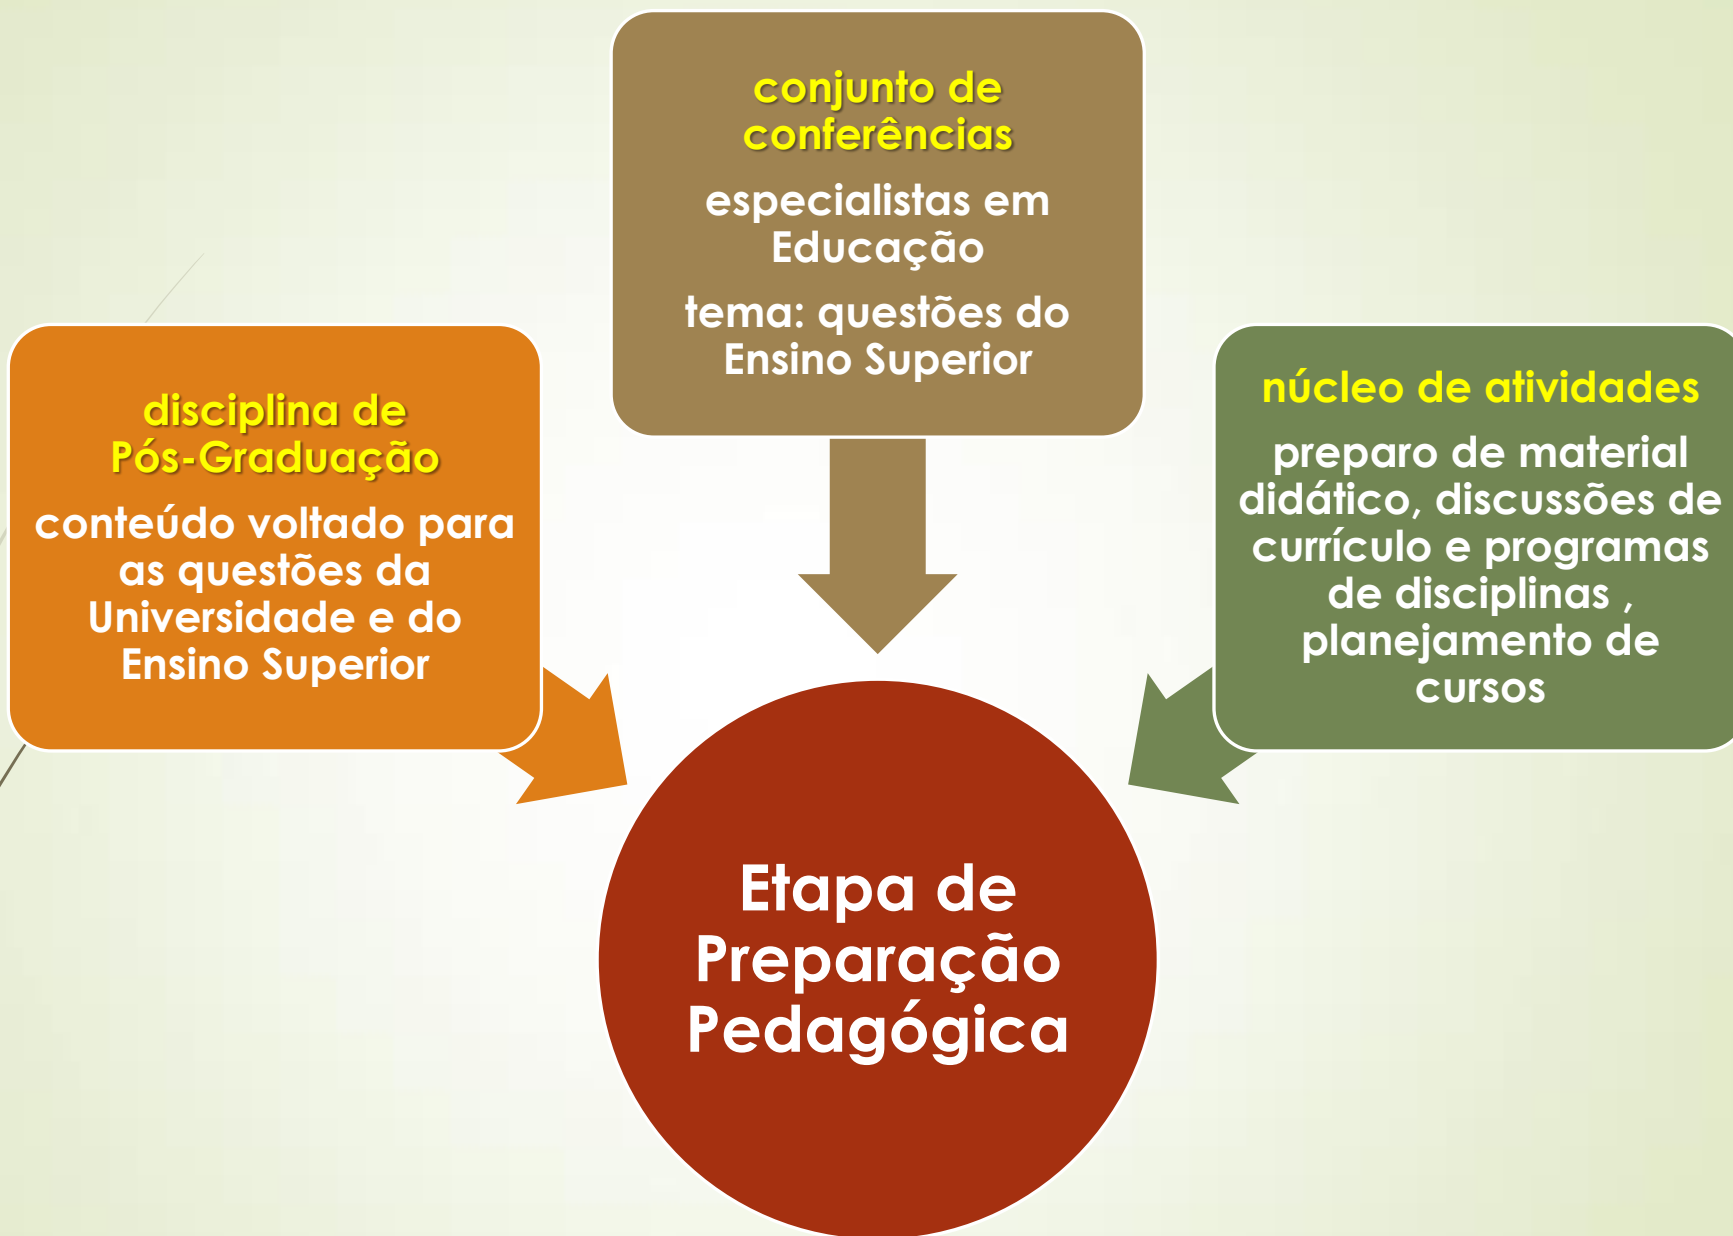 conjunto de
conferências
especialistas em
Educação
tema: questões do
Ensino Superior
disciplina de
Pós-Graduação
conteúdo voltado para
as questões da
Universidade e do
Ensino Superior
núcleo de atividades
preparo de material
didático, discussões de
currículo e programas
de disciplinas ,
planejamento de
cursos
Etapa de
Preparação
Pedagógica